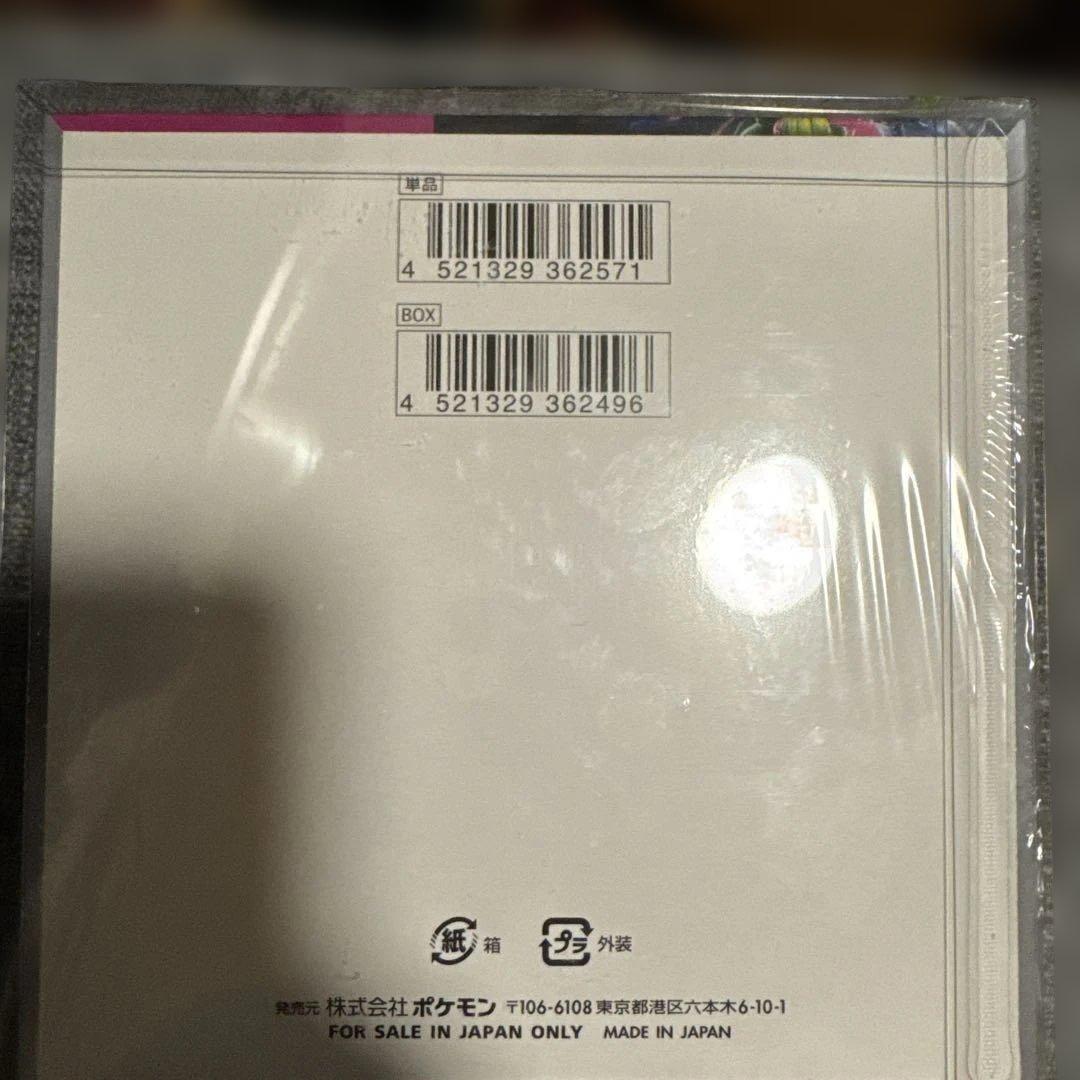 単品
4 521329 362571
BOX
4 521329 362496
紙 箱 プラ 外装
発売元 株式会社 ポケモン 〒106-6108 東京都港区六本木6-10-1
FOR SALE IN JAPAN ONLY MADE IN JAPAN